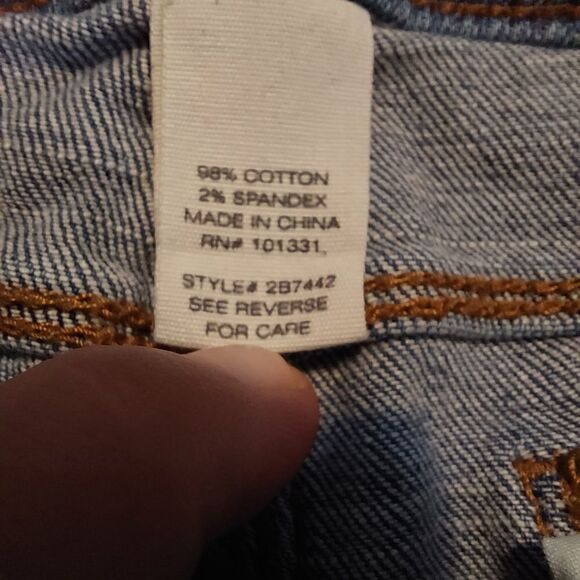 98% COTTON
2% SPANDEX
MADE IN CHINA
RN# 101331
STYLE# 2B7442
SEE REVERSE
FOR CARE